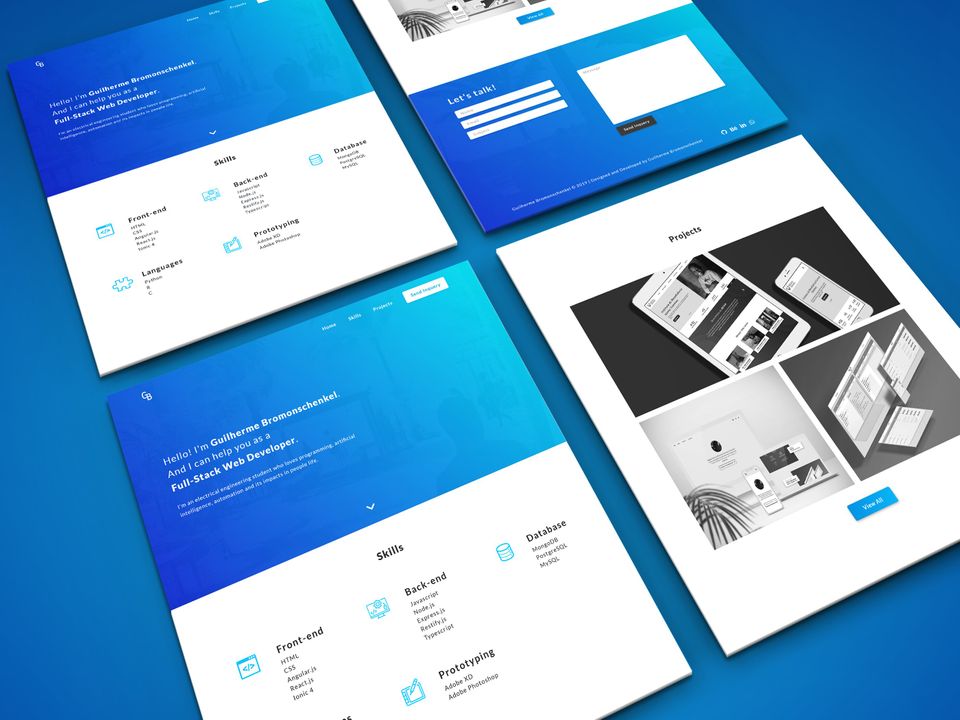 Home Skills Projects
GB
Hello! I'm Guilherme Bromonschenkel.
And I can help you as a
Full-Stack Web Developer.
I'm an electrical engineering student who loves programming, artificial
intelligence, automation and its impacts in people life.
Skills
Front-end
HTML
CSS
Angular.js
React.js
Ionic 4
Back-end
Javascript
Node.js
Express.js
Restify.js
Typescript
Database
MongoDB
PostgreSQL
MySQL
Languages
Python
R
C
Prototyping
Adobe XD
Adobe Photoshop
View All
Let's talk!
Name
Email
Message
Send Inquiry
Guilherme Bromonschenkel © 2019 | Designed and Developed by Guilherme Bromonschenkel
Home Skills Projects Send Inquiry
GB
Hello! I'm Guilherme Bromonschenkel.
And I can help you as a
Full-Stack Web Developer.
I'm an electrical engineering student who loves programming, artificial
intelligence, automation and its impacts in people life.
Skills
Front-end
HTML
CSS
Angular.js
React.js
Ionic 4
Back-end
Javascript
Node.js
Express.js
Restify.js
Typescript
Database
MongoDB
PostgreSQL
MySQL
Prototyping
Adobe XD
Adobe Photoshop
Projects
View All